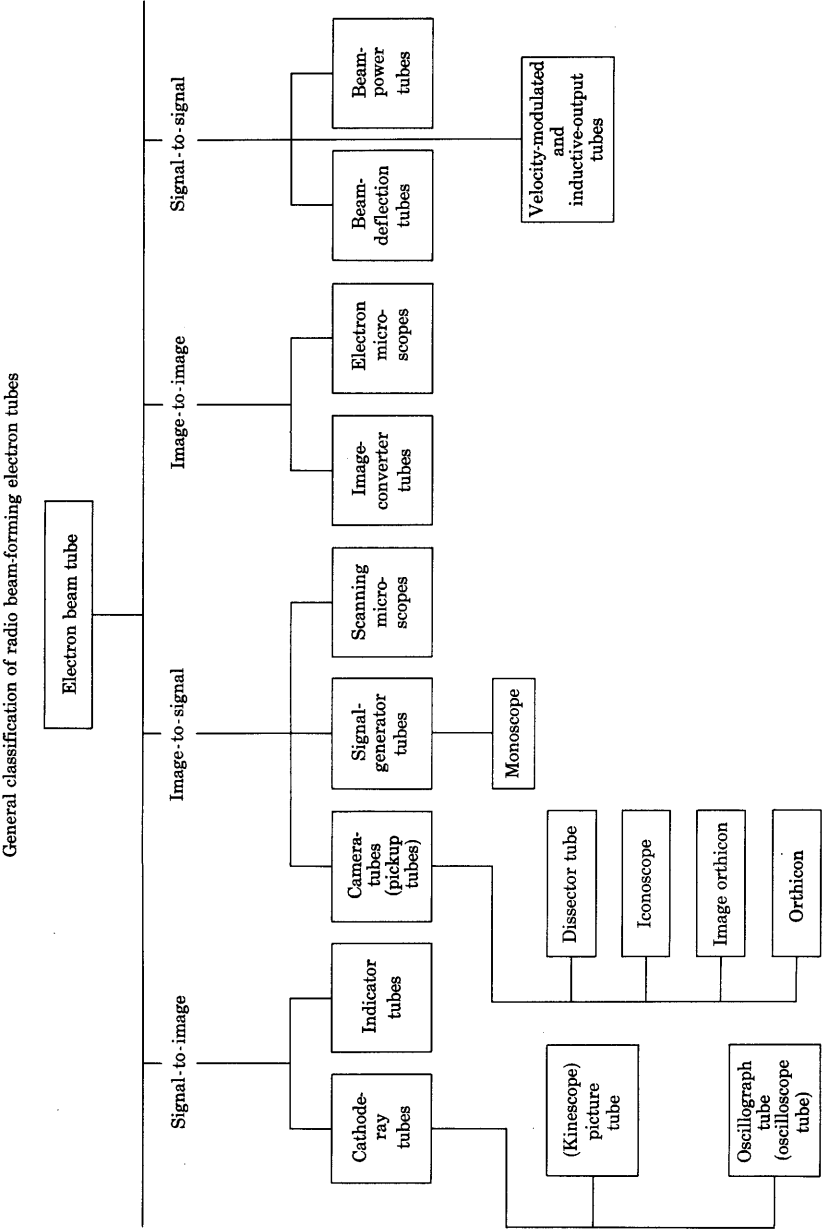 General classification of radio beam-forming electron tubes
Electron beam tube
Signal-to-image
Image-to-signal
Image-to-image
Signal-to-signal
Cathode-
ray
tubes
Indicator
tubes
Camera-
tubes
(pickup
tubes)
Signal-
generator
tubes
Scanning
micro-
scopes
Image-
converter
tubes
Electron
micro-
scopes
Beam-
deflection
tubes
Beam-
power
tubes
(Kinescope)
picture
tube
Oscillograph
tube
(oscilloscope
tube)
Dissector tube
Iconoscope
Image orthicon
Orthicon
Monoscope
Velocity-modulated
and
inductive-output
tubes